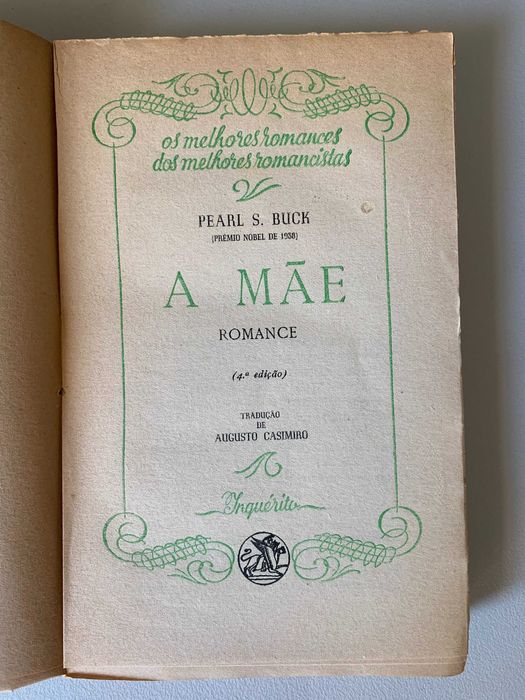 os melhores romances
dos melhores romancistas
PEARL S. BUCK
(PRÉMIO NOBEL DE 1938)
A MÃE
ROMANCE
(4.ª edição)
TRADUÇÃO
DE
AUGUSTO CASIMIRO
Inquérito